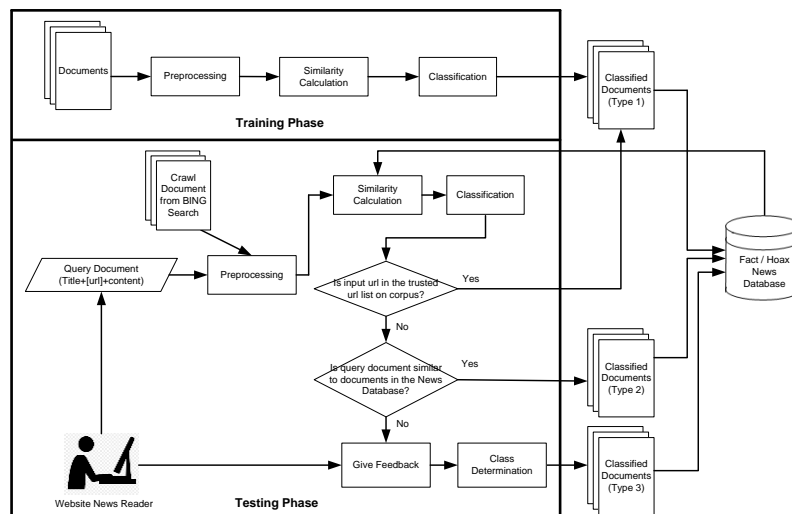 Documents
Preprocessing
Similarity
Calculation
Classification
Classified
Documents
(Type 1)
Training Phase
Crawl
Document
from BING
Search
Similarity
Calculation
Classification
Query Document
(Title+[url]+content)
Preprocessing
Is input url in the trusted
url list on corpus?
Yes
No
Fact / Hoax
News
Database
Is query document similar
to documents in the News
Database?
Yes
No
Classified
Documents
(Type 2)
Give Feedback
Class
Determination
Classified
Documents
(Type 3)
Website News Reader
Testing Phase